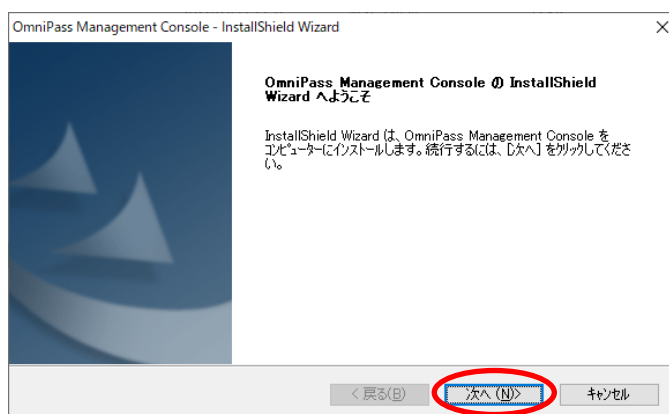 OmniPass Management Console - InstallShield Wizard
OmniPass Management Console の InstallShield
Wizard へようこそ
InstallShield Wizard は、OmniPass Management Console を
コンピューターにインストールします。続行するには、[次へ] をクリックしてくださ
い。
< 戻る(B)
次へ (N)>
キャンセル